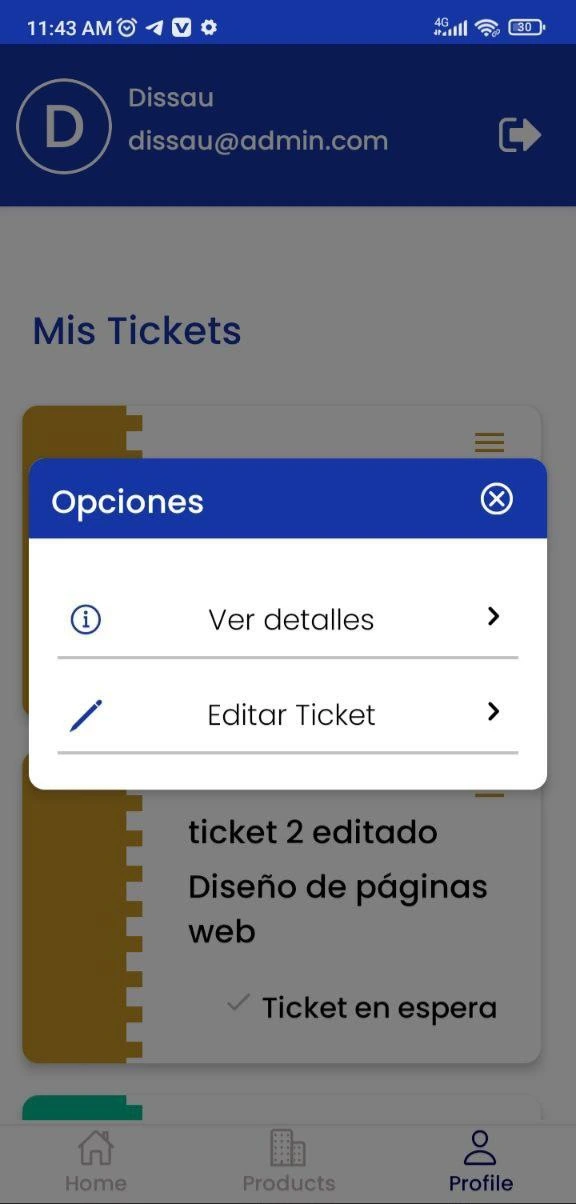 11:43 AM
4G
30
D
Dissau
dissau@admin.com
Mis Tickets
Opciones
Ver detalles
Editar Ticket
ticket 2 editado
Diseño de páginas
web
Ticket en espera
Home
Products
Profile